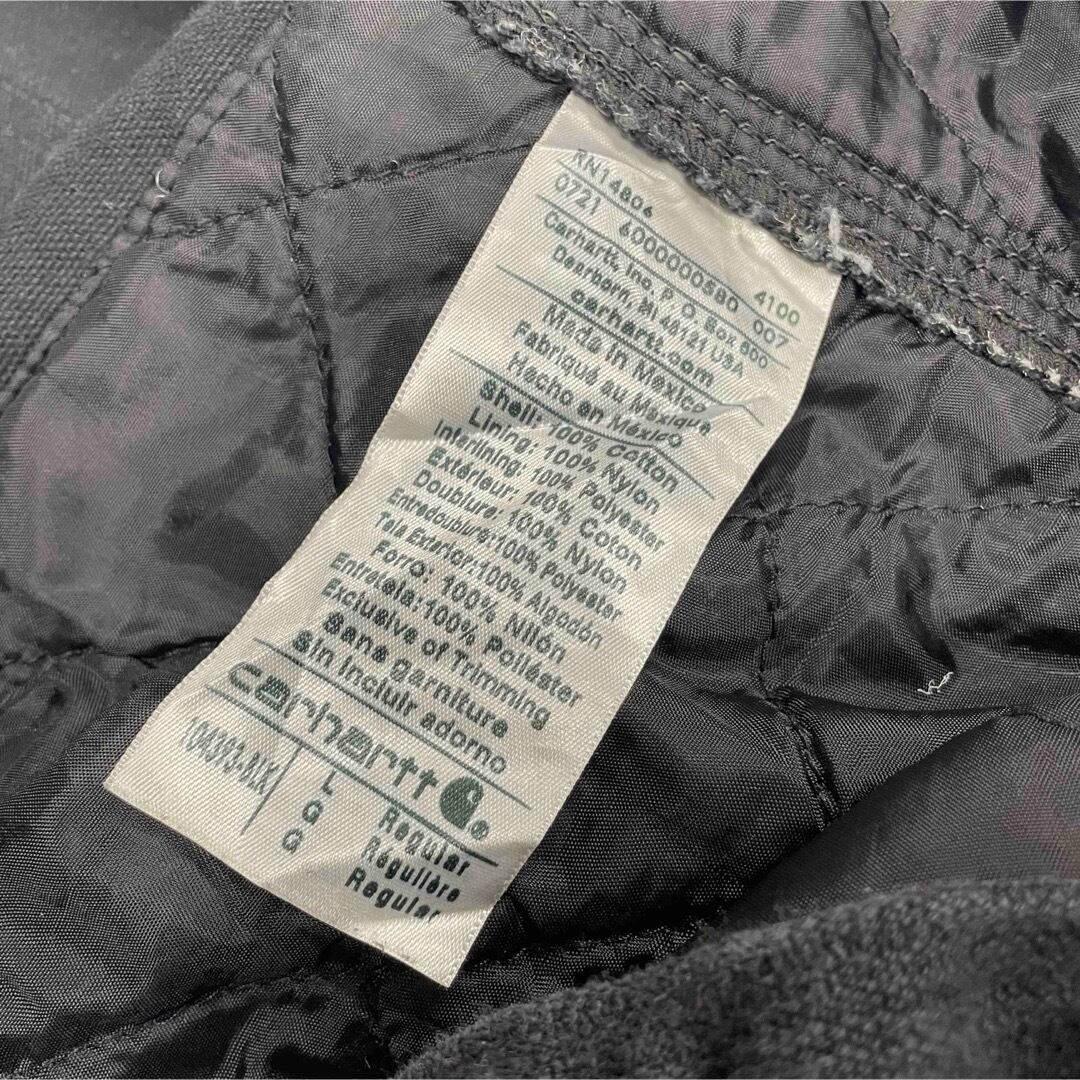 RN14806
0721 6000000580 4100 007
Carhartt, Inc. P. O. Box 600
Dearborn, MI 48121 USA
carhartt.com
Made in Mexico
Fabriqué au Mexique
Hecho en México
Shell: 100% Cotton
Lining: 100% Nylon
Interlining: 100% Polyester
Extérieur: 100% Coton
Doublure: 100% Nylon
Entredoublure: 100% Polyester
Tela Exterior: 100% Algodón
Forro: 100% Nilón
Entretela: 100% Poliéster
Exclusive of Trimming
Sans garniture
Sin incluir adorno
carhartt ®
104393-BLK L Regular
G Régulière
G Regular